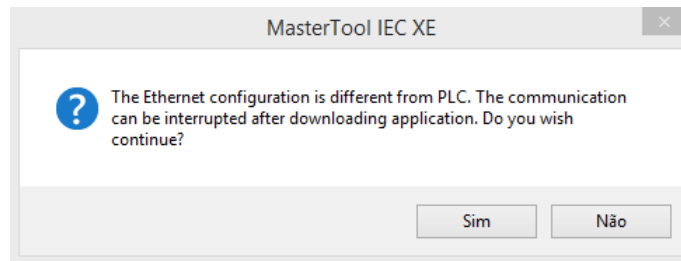 MasterTool IEC XE
The Ethernet configuration is different from PLC. The communication
can be interrupted after downloading application. Do you wish
continue?
Sim Não